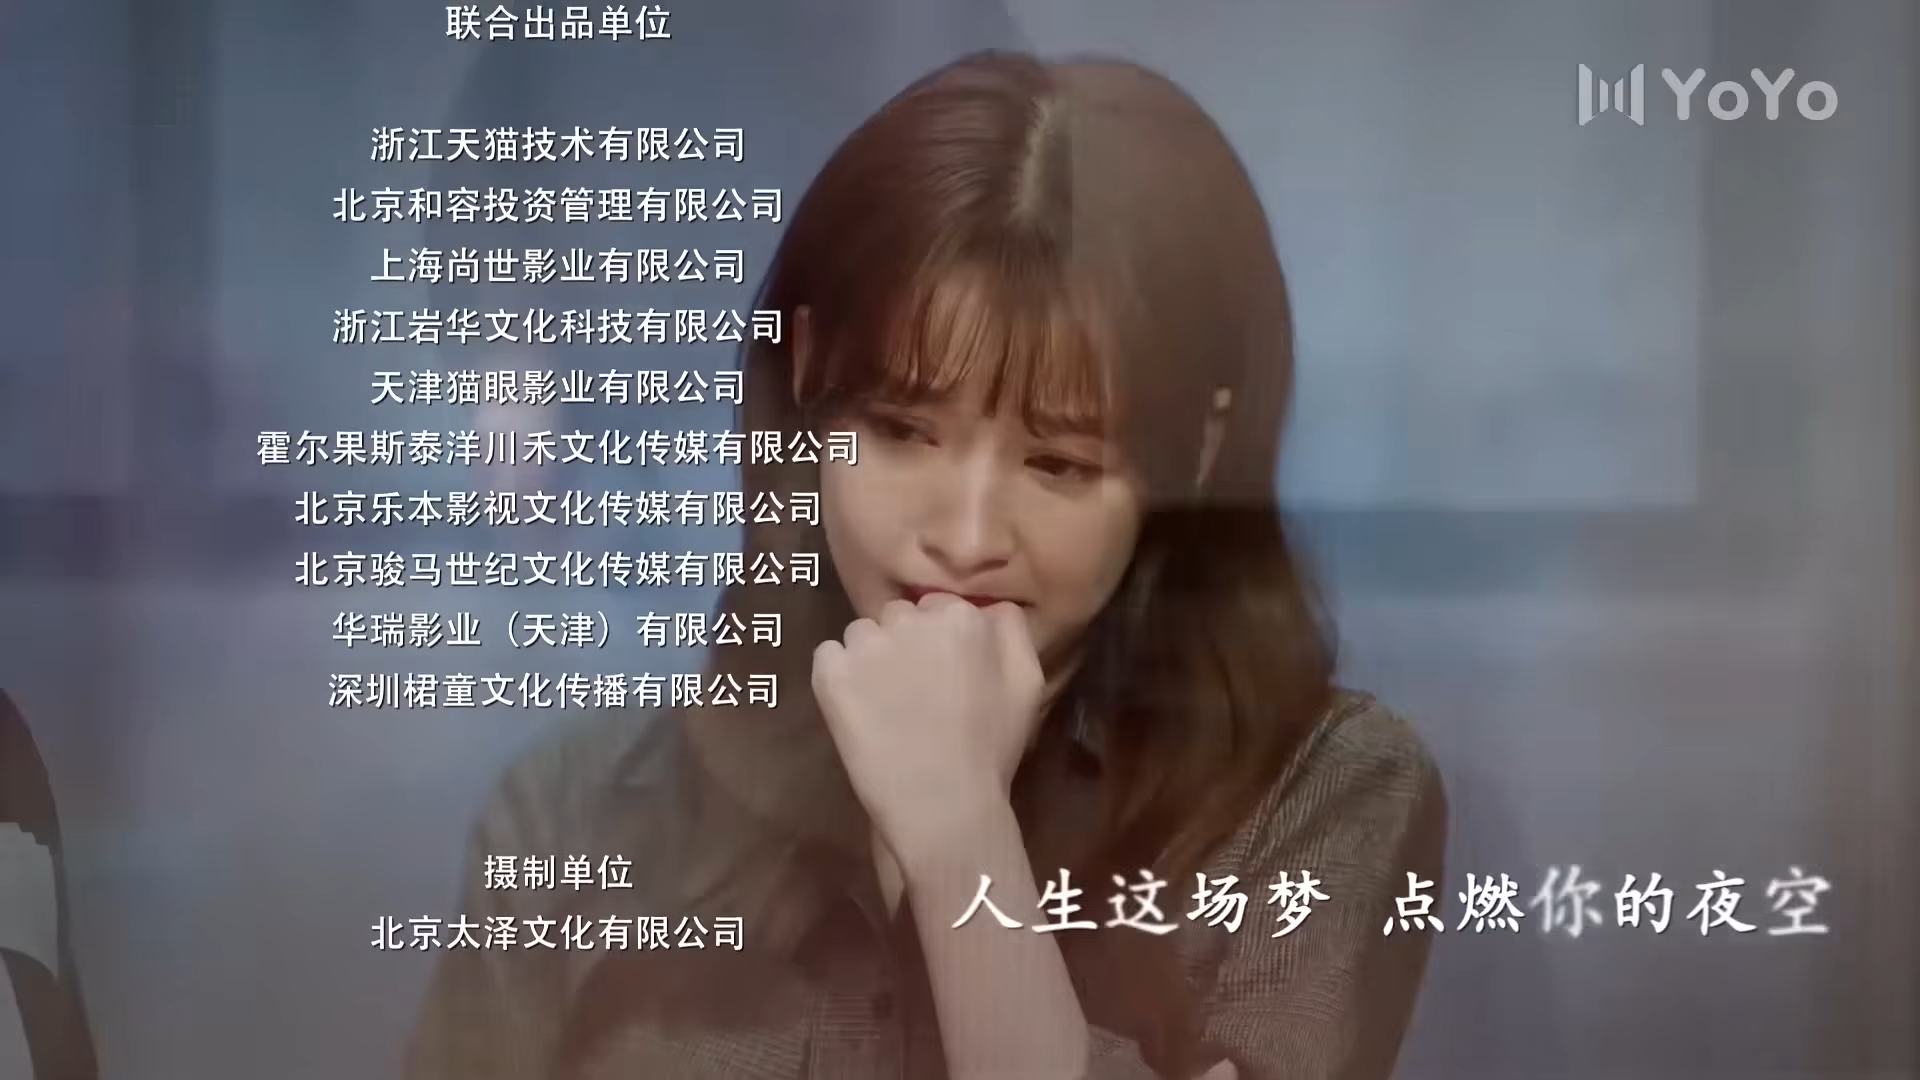 联合出品单位
YoYo
浙江天猫技术有限公司
北京和容投资管理有限公司
上海尚世影业有限公司
浙江岩华文化科技有限公司
天津猫眼影业有限公司
霍尔果斯泰洋川禾文化传媒有限公司
北京乐本影视文化传媒有限公司
北京骏马世纪文化传媒有限公司
华瑞影业（天津）有限公司
深圳桾童文化传播有限公司
摄制单位
北京太泽文化有限公司
人生这场梦 点燃你的夜空